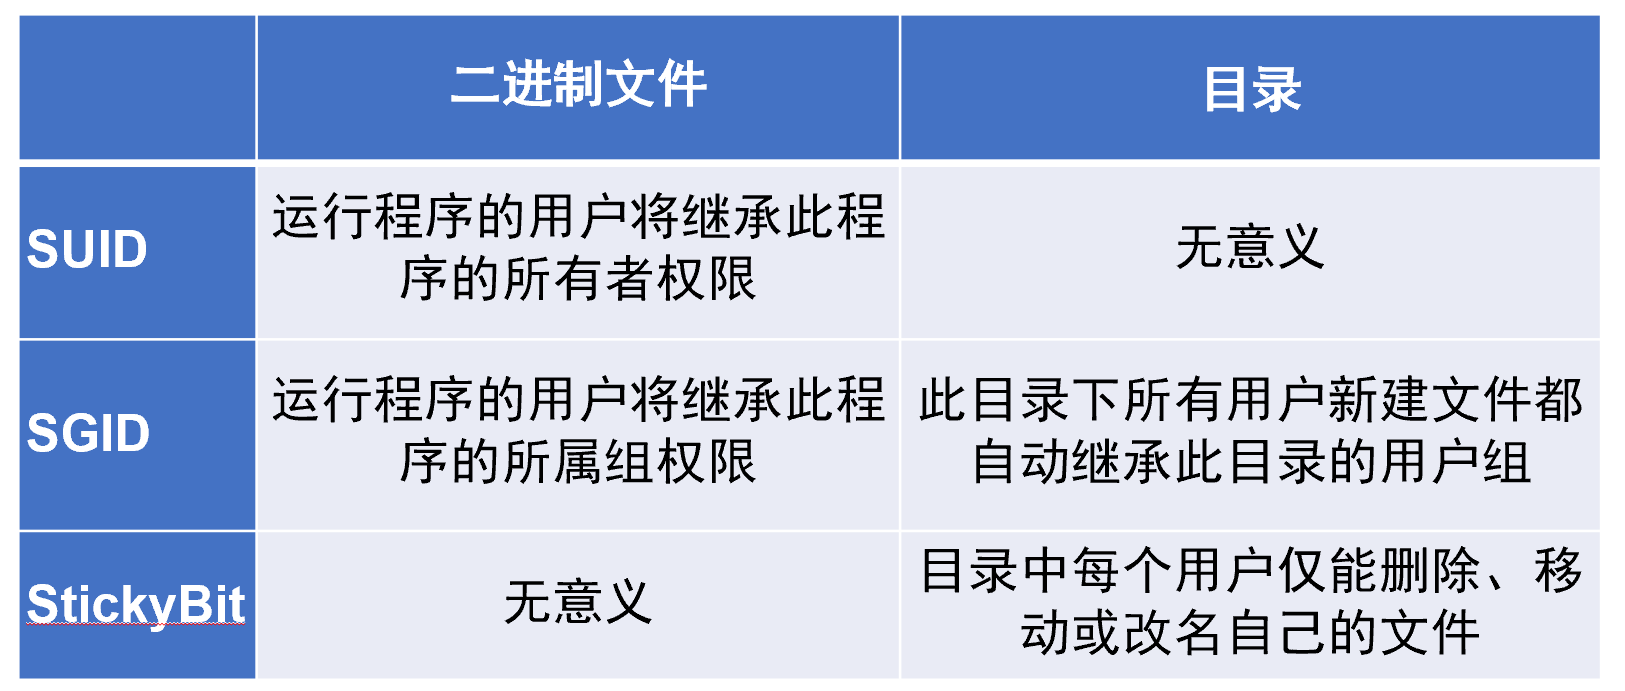 二进制文件
目录
SUID
运行程序的用户将继承此程
序的所有者权限
无意义
SGID
运行程序的用户将继承此程
序的所属组权限
此目录下所有用户新建文件都
自动继承此目录的用户组
StickyBit
无意义
目录中每个用户仅能删除、移
动或改名自己的文件